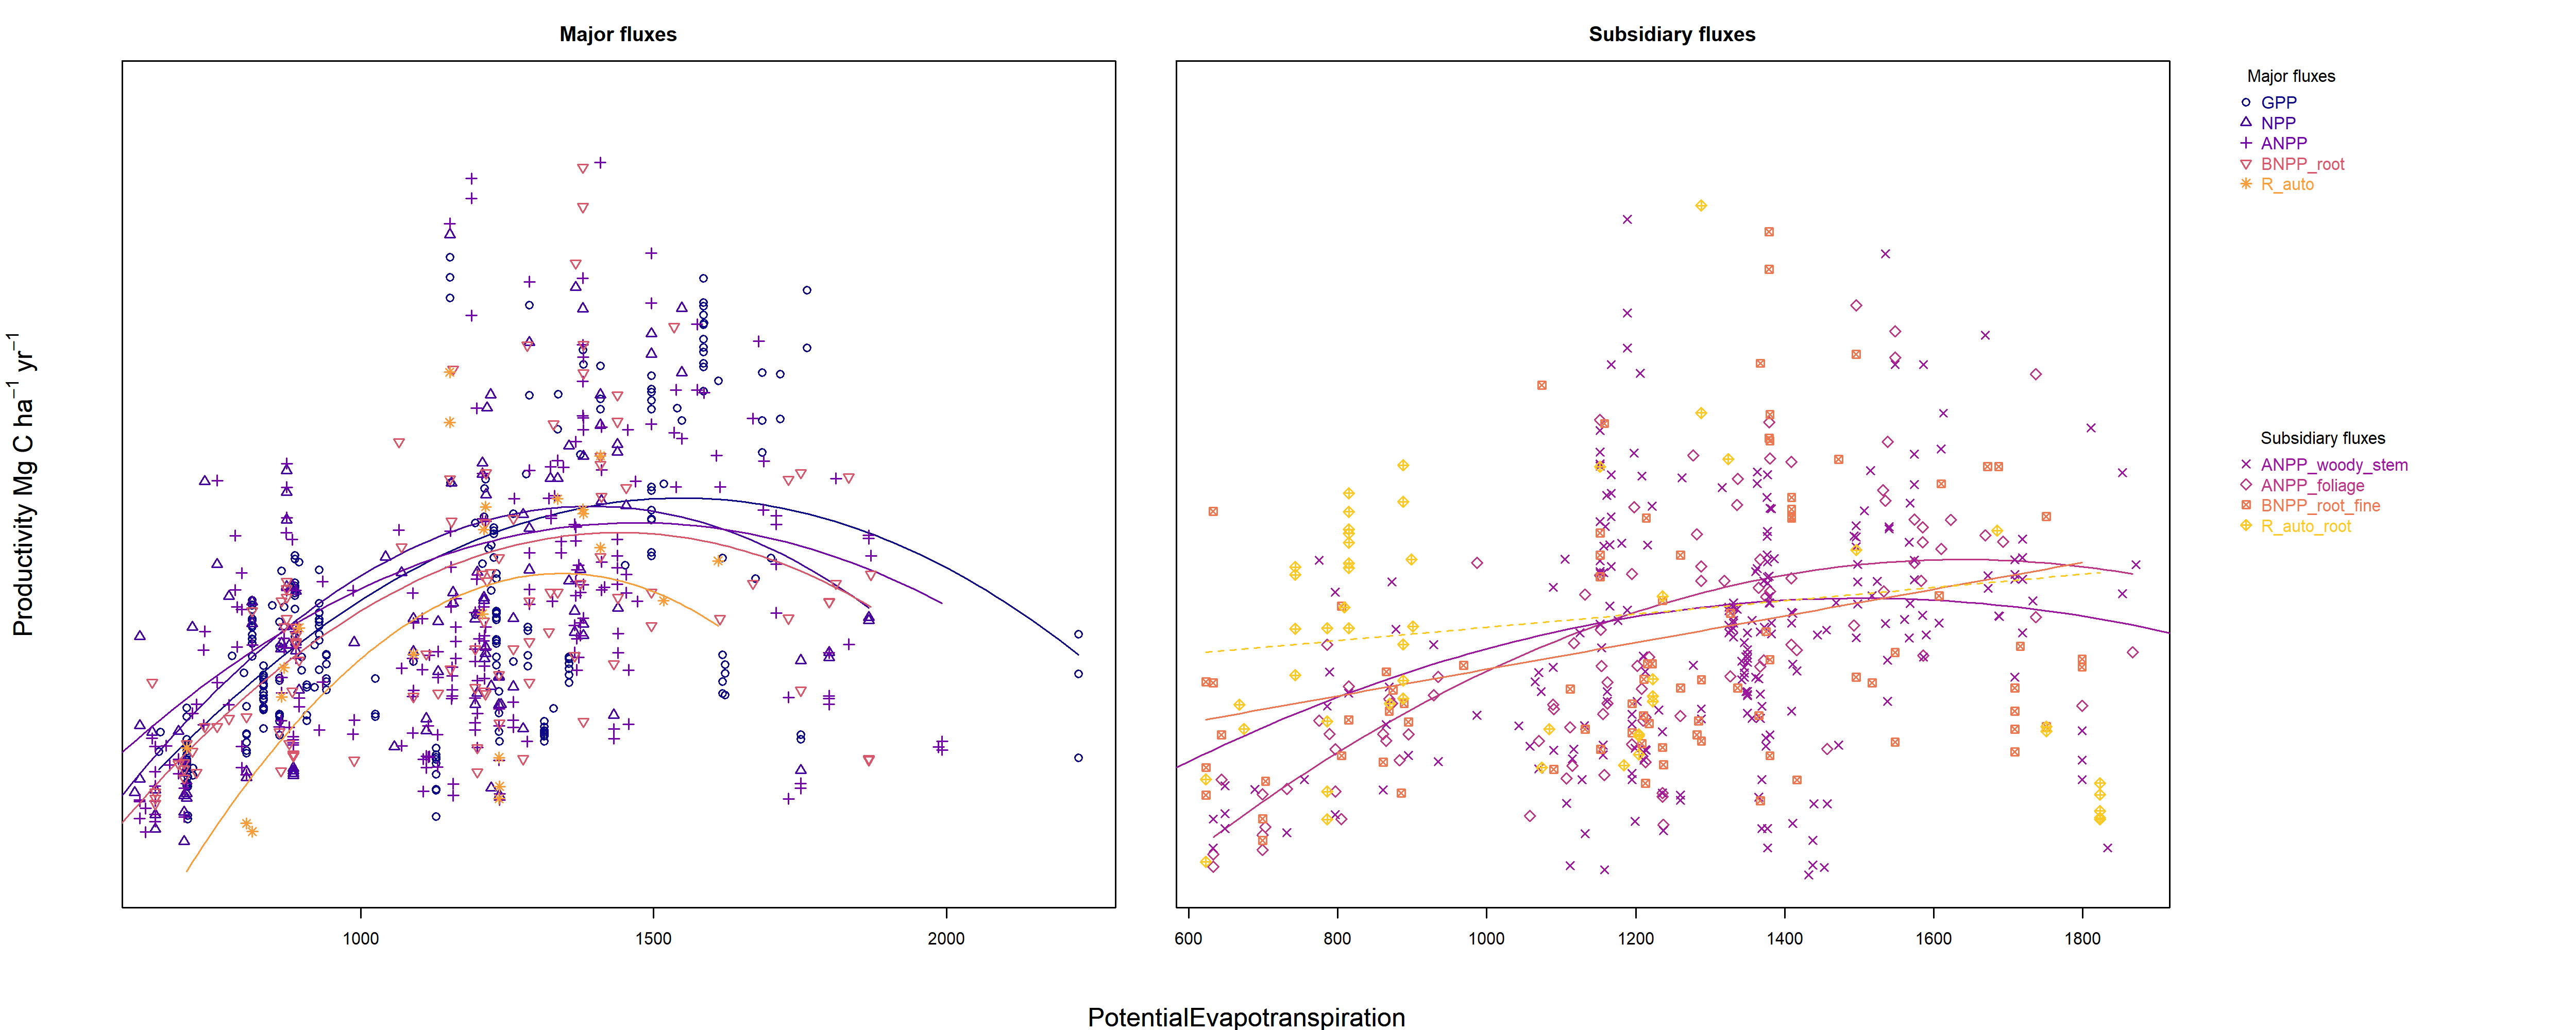 Major fluxes
Subsidiary fluxes
Major fluxes
GPP
NPP
ANPP
BNPP_root
R_auto
Productivity Mg C ha⁻¹ yr⁻¹
Subsidiary fluxes
ANPP_woody_stem
ANPP_foliage
BNPP_root_fine
R_auto_root
1000 1500 2000
600 800 1000 1200 1400 1600 1800
PotentialEvapotranspiration